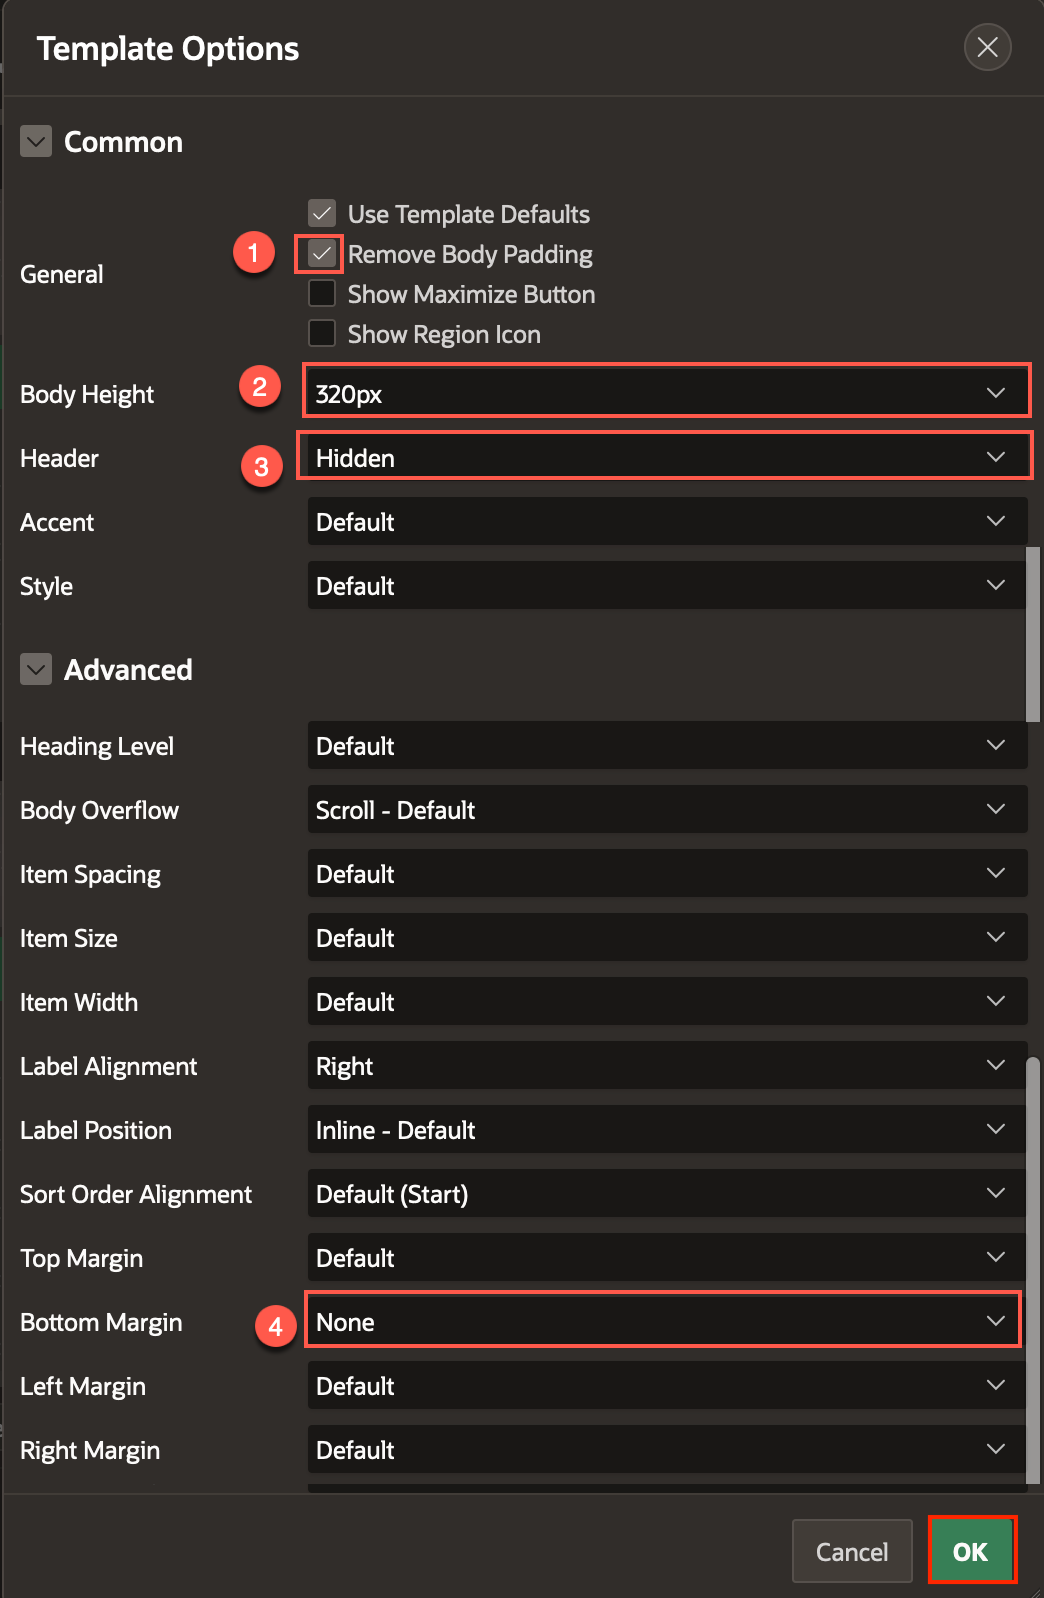 Template Options
Common
General
Use Template Defaults
1
Remove Body Padding
Show Maximize Button
Show Region Icon
Body Height
2
320px
Header
3
Hidden
Accent
Default
Style
Default
Advanced
Heading Level
Default
Body Overflow
Scroll - Default
Item Spacing
Default
Item Size
Default
Item Width
Default
Label Alignment
Right
Label Position
Inline - Default
Sort Order Alignment
Default (Start)
Top Margin
Default
Bottom Margin
4
None
Left Margin
Default
Right Margin
Default
Cancel
OK